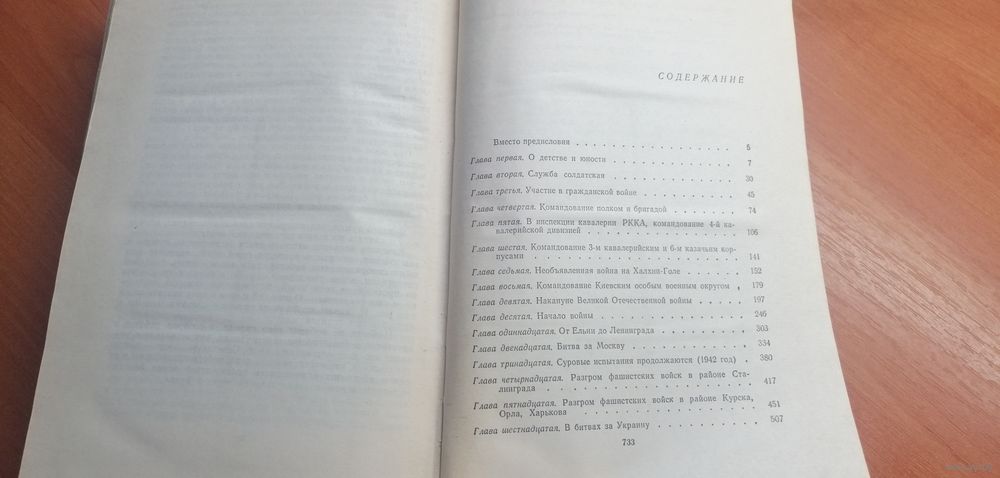 СОДЕРЖАНИЕ
Вместо предисловия . . . . . . . . . . . . . . . . . 5
Глава первая. О детстве и юности . . . . . . . . . . . . . 7
Глава вторая. Служба солдатская . . . . . . . . . . . . . 30
Глава третья. Участие в гражданской войне . . . . . . . . . . 45
Глава четвертая. Командование полком и бригадой . . . . . . . 74
Глава пятая. В инспекции кавалерии РККА, командование 4-й ка-
валерийской дивизией . . . . . . . . . . . . . . . 106
Глава шестая. Командование 3-м кавалерийским и 6-м казачьим кор-
пусами . . . . . . . . . . . . . . . . . . . . 141
Глава седьмая. Необъявленная война на Халхин-Голе . . . . . . 152
Глава восьмая. Командование Киевским особым военным округом , 179
Глава девятая. Накануне Великой Отечественной войны . . . . . 197
Глава десятая. Начало войны . . . . . . . . . . . . . . 246
Глава одиннадцатая. От Ельни до Ленинграда . . . . . . . . . 303
Глава двенадцатая. Битва за Москву . . . . . . . . . . . . 334
Глава тринадцатая. Суровые испытания продолжаются (1942 год) . 380
Глава четырнадцатая. Разгром фашистских войск в районе Ста-
линграда . . . . . . . . . . . . . . . . . . . 417
Глава пятнадцатая. Разгром фашистских войск в районе Курска,
Орла, Харькова . . . . . . . . . . . . . . . . . 451
Глава шестнадцатая. В битвах за Украину . . . . . . . . . . 507
733